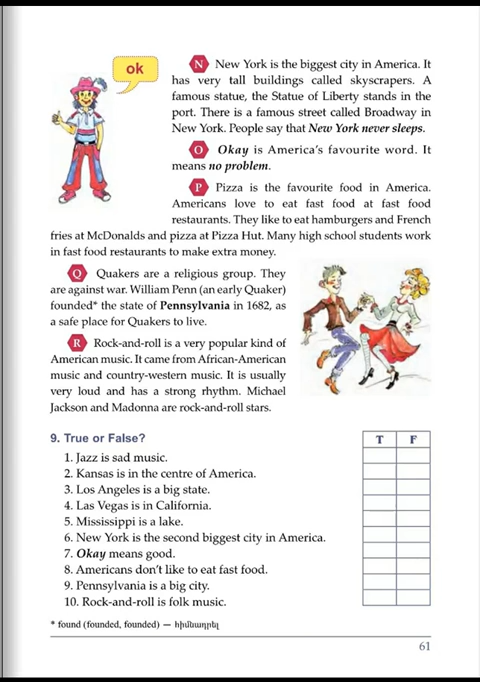 ok
N New York is the biggest city in America. It
has very tall buildings called skyscrapers. A
famous statue, the Statue of Liberty stands in the
port. There is a famous street called Broadway in
New York. People say that New York never sleeps.
O Okay is America's favourite word. It
means no problem.
P Pizza is the favourite food in America.
Americans love to eat fast food at fast food
restaurants. They like to eat hamburgers and French
fries at McDonalds and pizza at Pizza Hut. Many high school students work
in fast food restaurants to make extra money.
Q Quakers are a religious group. They
are against war. William Penn (an early Quaker)
founded* the state of Pennsylvania in 1682, as
a safe place for Quakers to live.
R Rock-and-roll is a very popular kind of
American music. It came from African-American
music and country-western music. It is usually
very loud and has a strong rhythm. Michael
Jackson and Madonna are rock-and-roll stars.
9. True or False?
T F
1. Jazz is sad music.
2. Kansas is in the centre of America.
3. Los Angeles is a big state.
4. Las Vegas is in California.
5. Mississippi is a lake.
6. New York is the second biggest city in America.
7. Okay means good.
8. Americans don't like to eat fast food.
9. Pennsylvania is a big city.
10. Rock-and-roll is folk music.
* found (founded, founded) — հիմնադրել
61